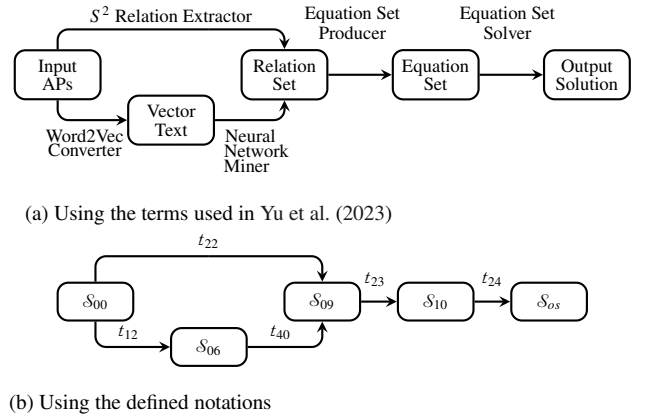 S² Relation Extractor
Equation Set
Producer
Equation Set
Solver
Input
APs
Relation
Set
Equation
Set
Output
Solution
Vector
Text
Word2Vec
Converter
Neural
Network
Miner
(a) Using the terms used in Yu et al. (2023)
t₂₂
t₂₃
t₂₄
𝒮₀₀
𝒮₀₉
𝒮₁₀
𝒮ₒₛ
t₁₂
t₄₀
𝒮₀₆
(b) Using the defined notations